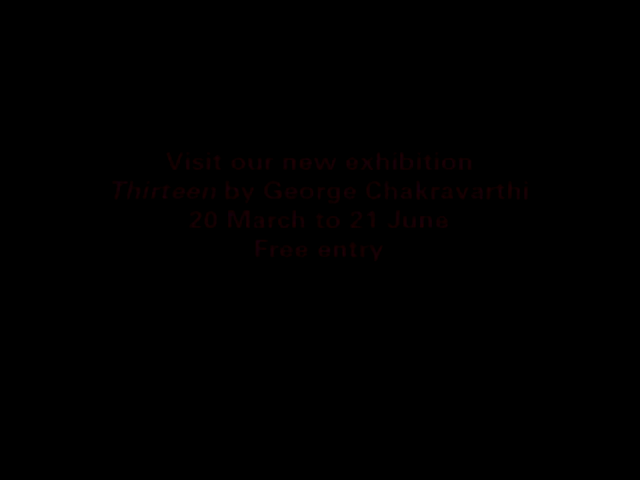 Visit our new exhibition
Thirteen by George Chakravarthi
20 March to 21 June
Free entry